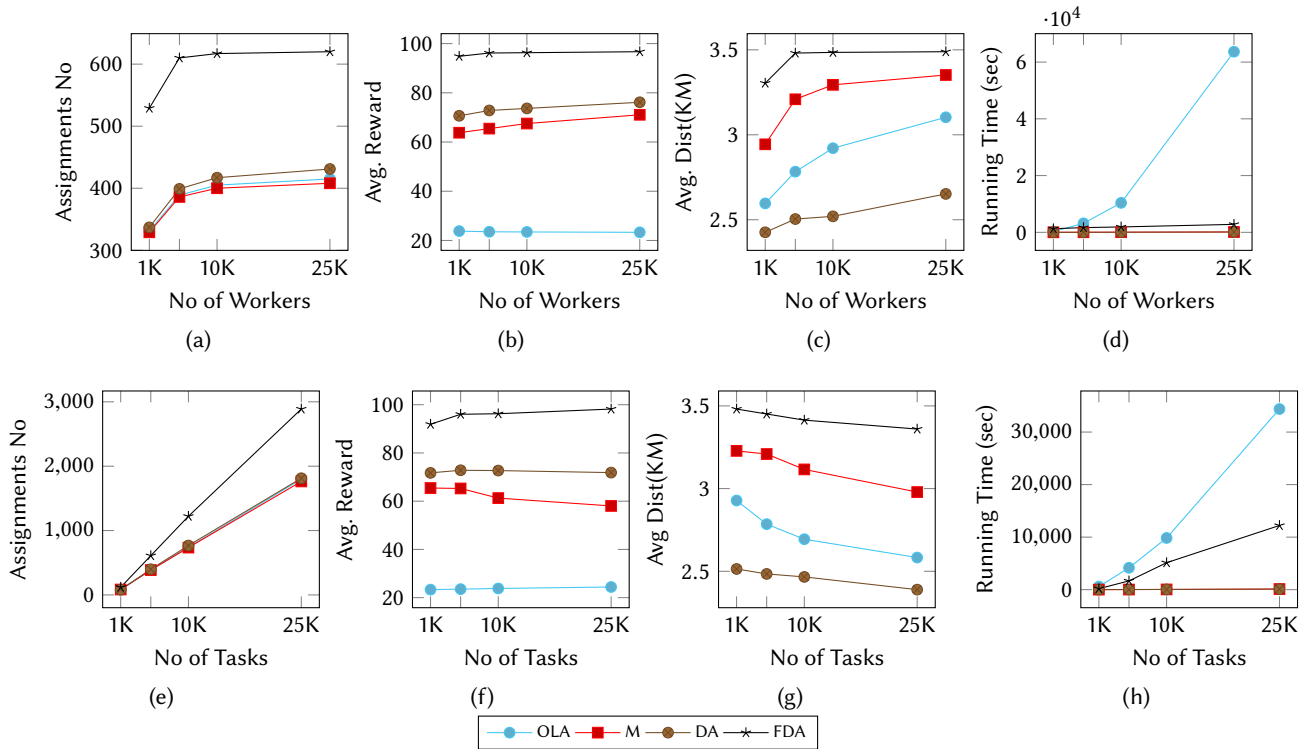 600
500
400
300
Assignments No
1K 10K 25K
No of Workers
(a)
100
80
60
40
20
Avg. Reward
1K 10K 25K
No of Workers
(b)
3.5
3
2.5
Avg. Dist(KM)
1K 10K 25K
No of Workers
(c)
·10⁴
6
4
2
0
Running Time (sec)
1K 10K 25K
No of Workers
(d)
3,000
2,000
1,000
0
Assignments No
1K 10K 25K
No of Tasks
(e)
100
80
60
40
20
Avg. Reward
1K 10K 25K
No of Tasks
(f)
3.5
3
2.5
Avg Dist(KM)
1K 10K 25K
No of Tasks
(g)
30,000
20,000
10,000
0
Running Time (sec)
1K 10K 25K
No of Tasks
(h)
OLA M DA FDA